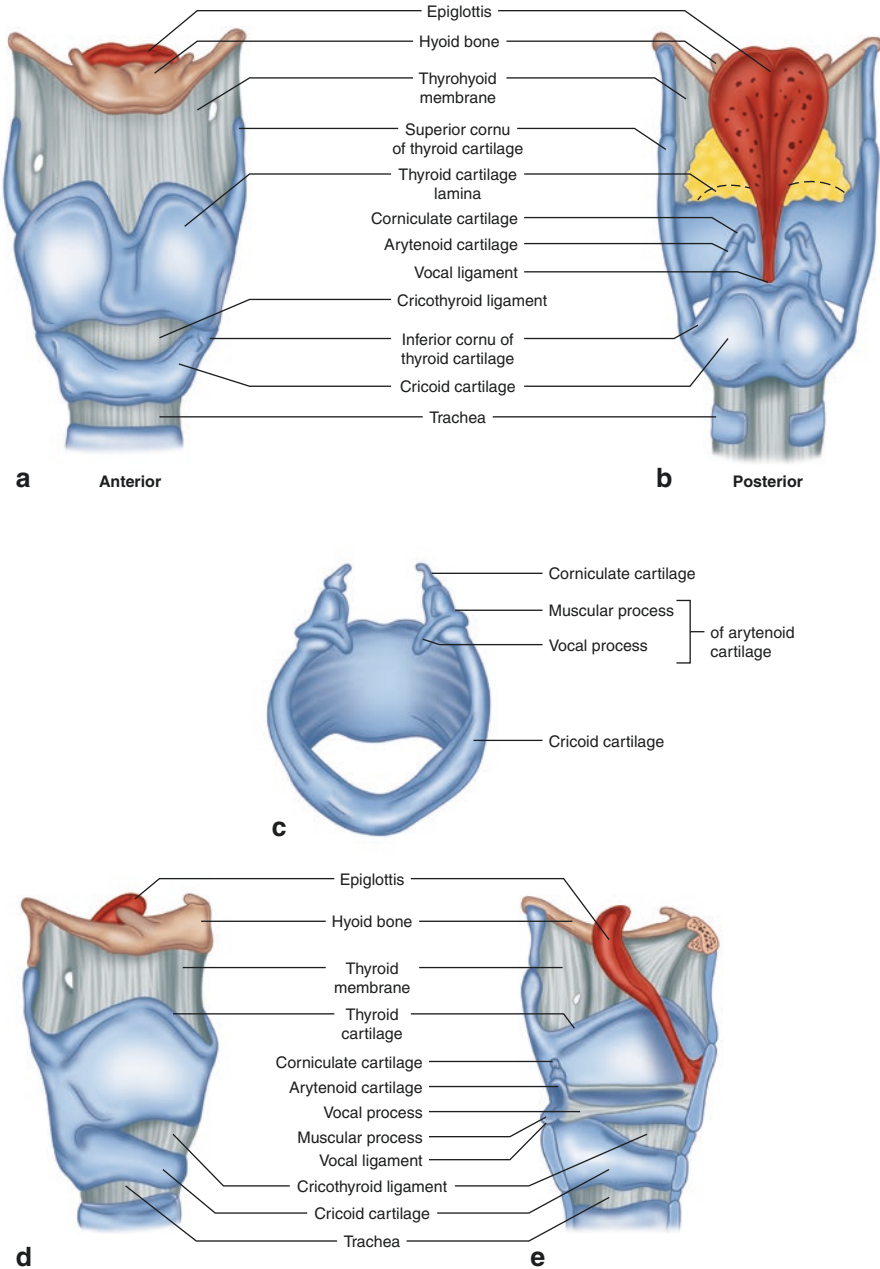 Epiglottis
Hyoid bone
Thyrohyoid
membrane
Superior cornu
of thyroid cartilage
Thyroid cartilage
lamina
Corniculate cartilage
Arytenoid cartilage
Vocal ligament
Cricothyroid ligament
Inferior cornu of
thyroid cartilage
Cricoid cartilage
Trachea
a Anterior
b Posterior
Corniculate cartilage
Muscular process
Vocal process
of arytenoid
cartilage
Cricoid cartilage
c
Epiglottis
Hyoid bone
Thyroid
membrane
Thyroid
cartilage
Corniculate cartilage
Arytenoid cartilage
Vocal process
Muscular process
Vocal ligament
Cricothyroid ligament
Cricoid cartilage
Trachea
d
e